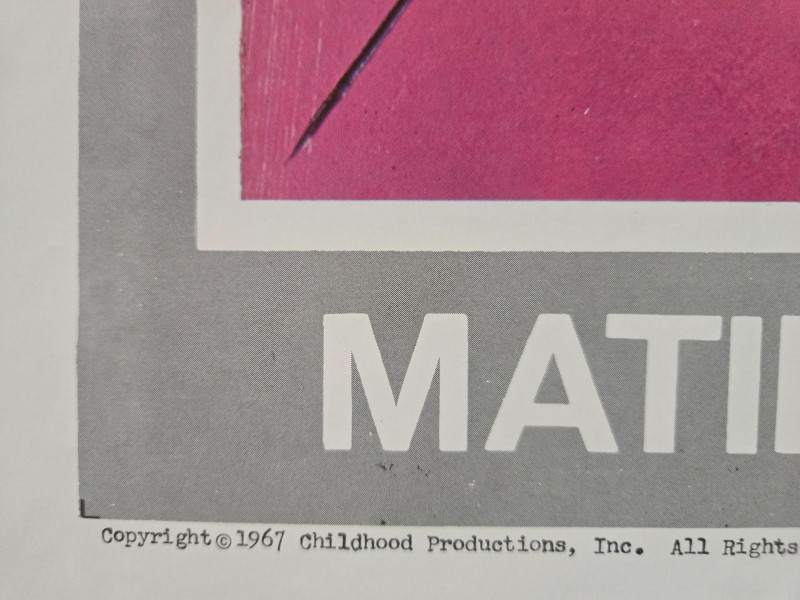 MATI
Copyright © 1967 Childhood Productions, Inc. All Rights